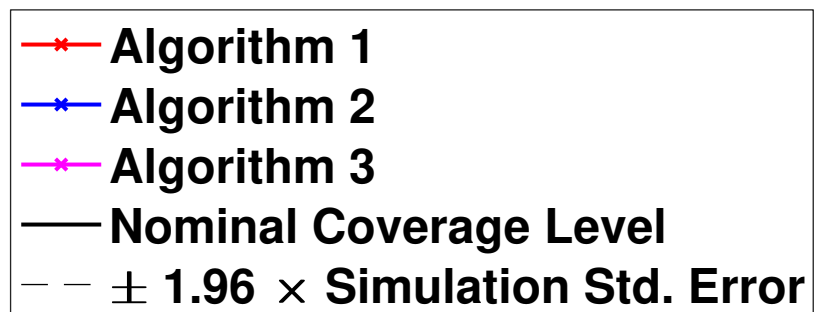 Algorithm 1
Algorithm 2
Algorithm 3
Nominal Coverage Level
± 1.96 × Simulation Std. Error